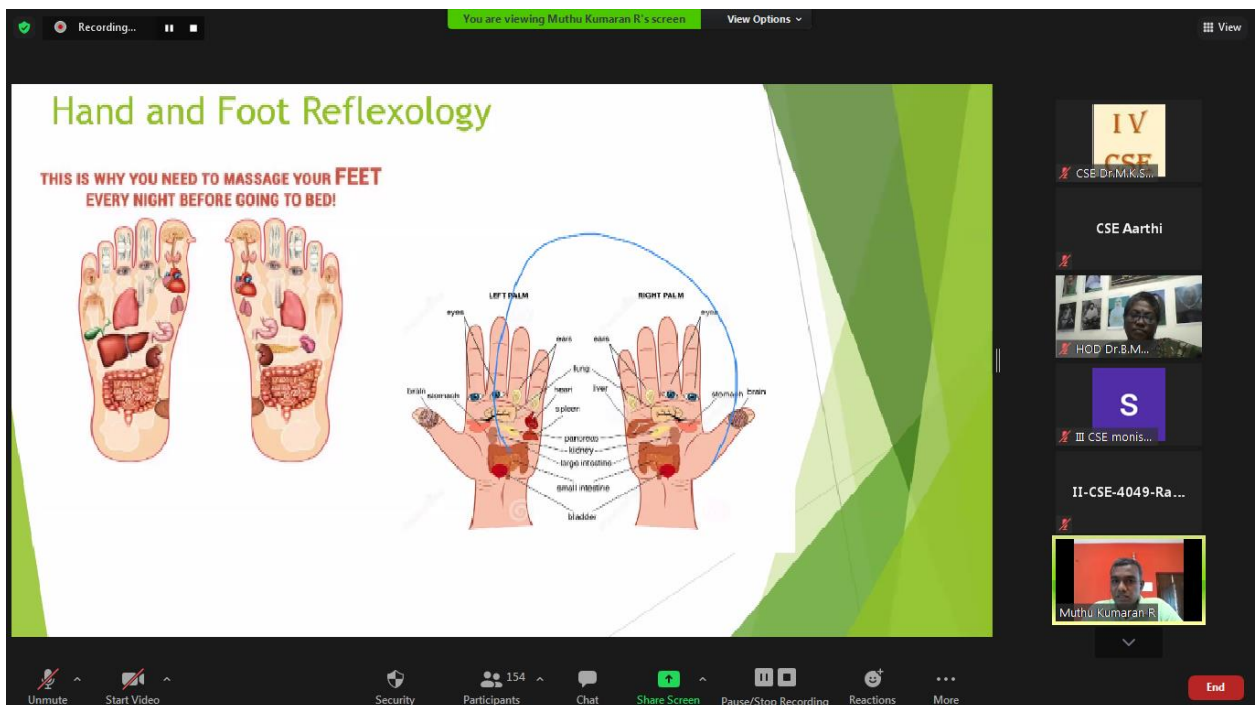 You are viewing Muthu Kumaran R's screen
View Options
Recording...
View
Hand and Foot Reflexology
THIS IS WHY YOU NEED TO MASSAGE YOUR FEET
EVERY NIGHT BEFORE GOING TO BED!
LEFT PALM
RIGHT PALM
eyes
eyes
ears
ears
lung
brain
stomach
heart
liver
stomach
brain
spleen
pancreas
kidney
large intestine
small intestine
bladder
IV
CSE
CSE Dr.M.K.S...
CSE Aarthi
HOD Dr.B.M...
S
III CSE monis...
II-CSE-4049-Ra...
Muthu Kumaran R
Unmute
Start Video
Security
154
Participants
Chat
Share Screen
Pause/Stop Recording
Reactions
More
End